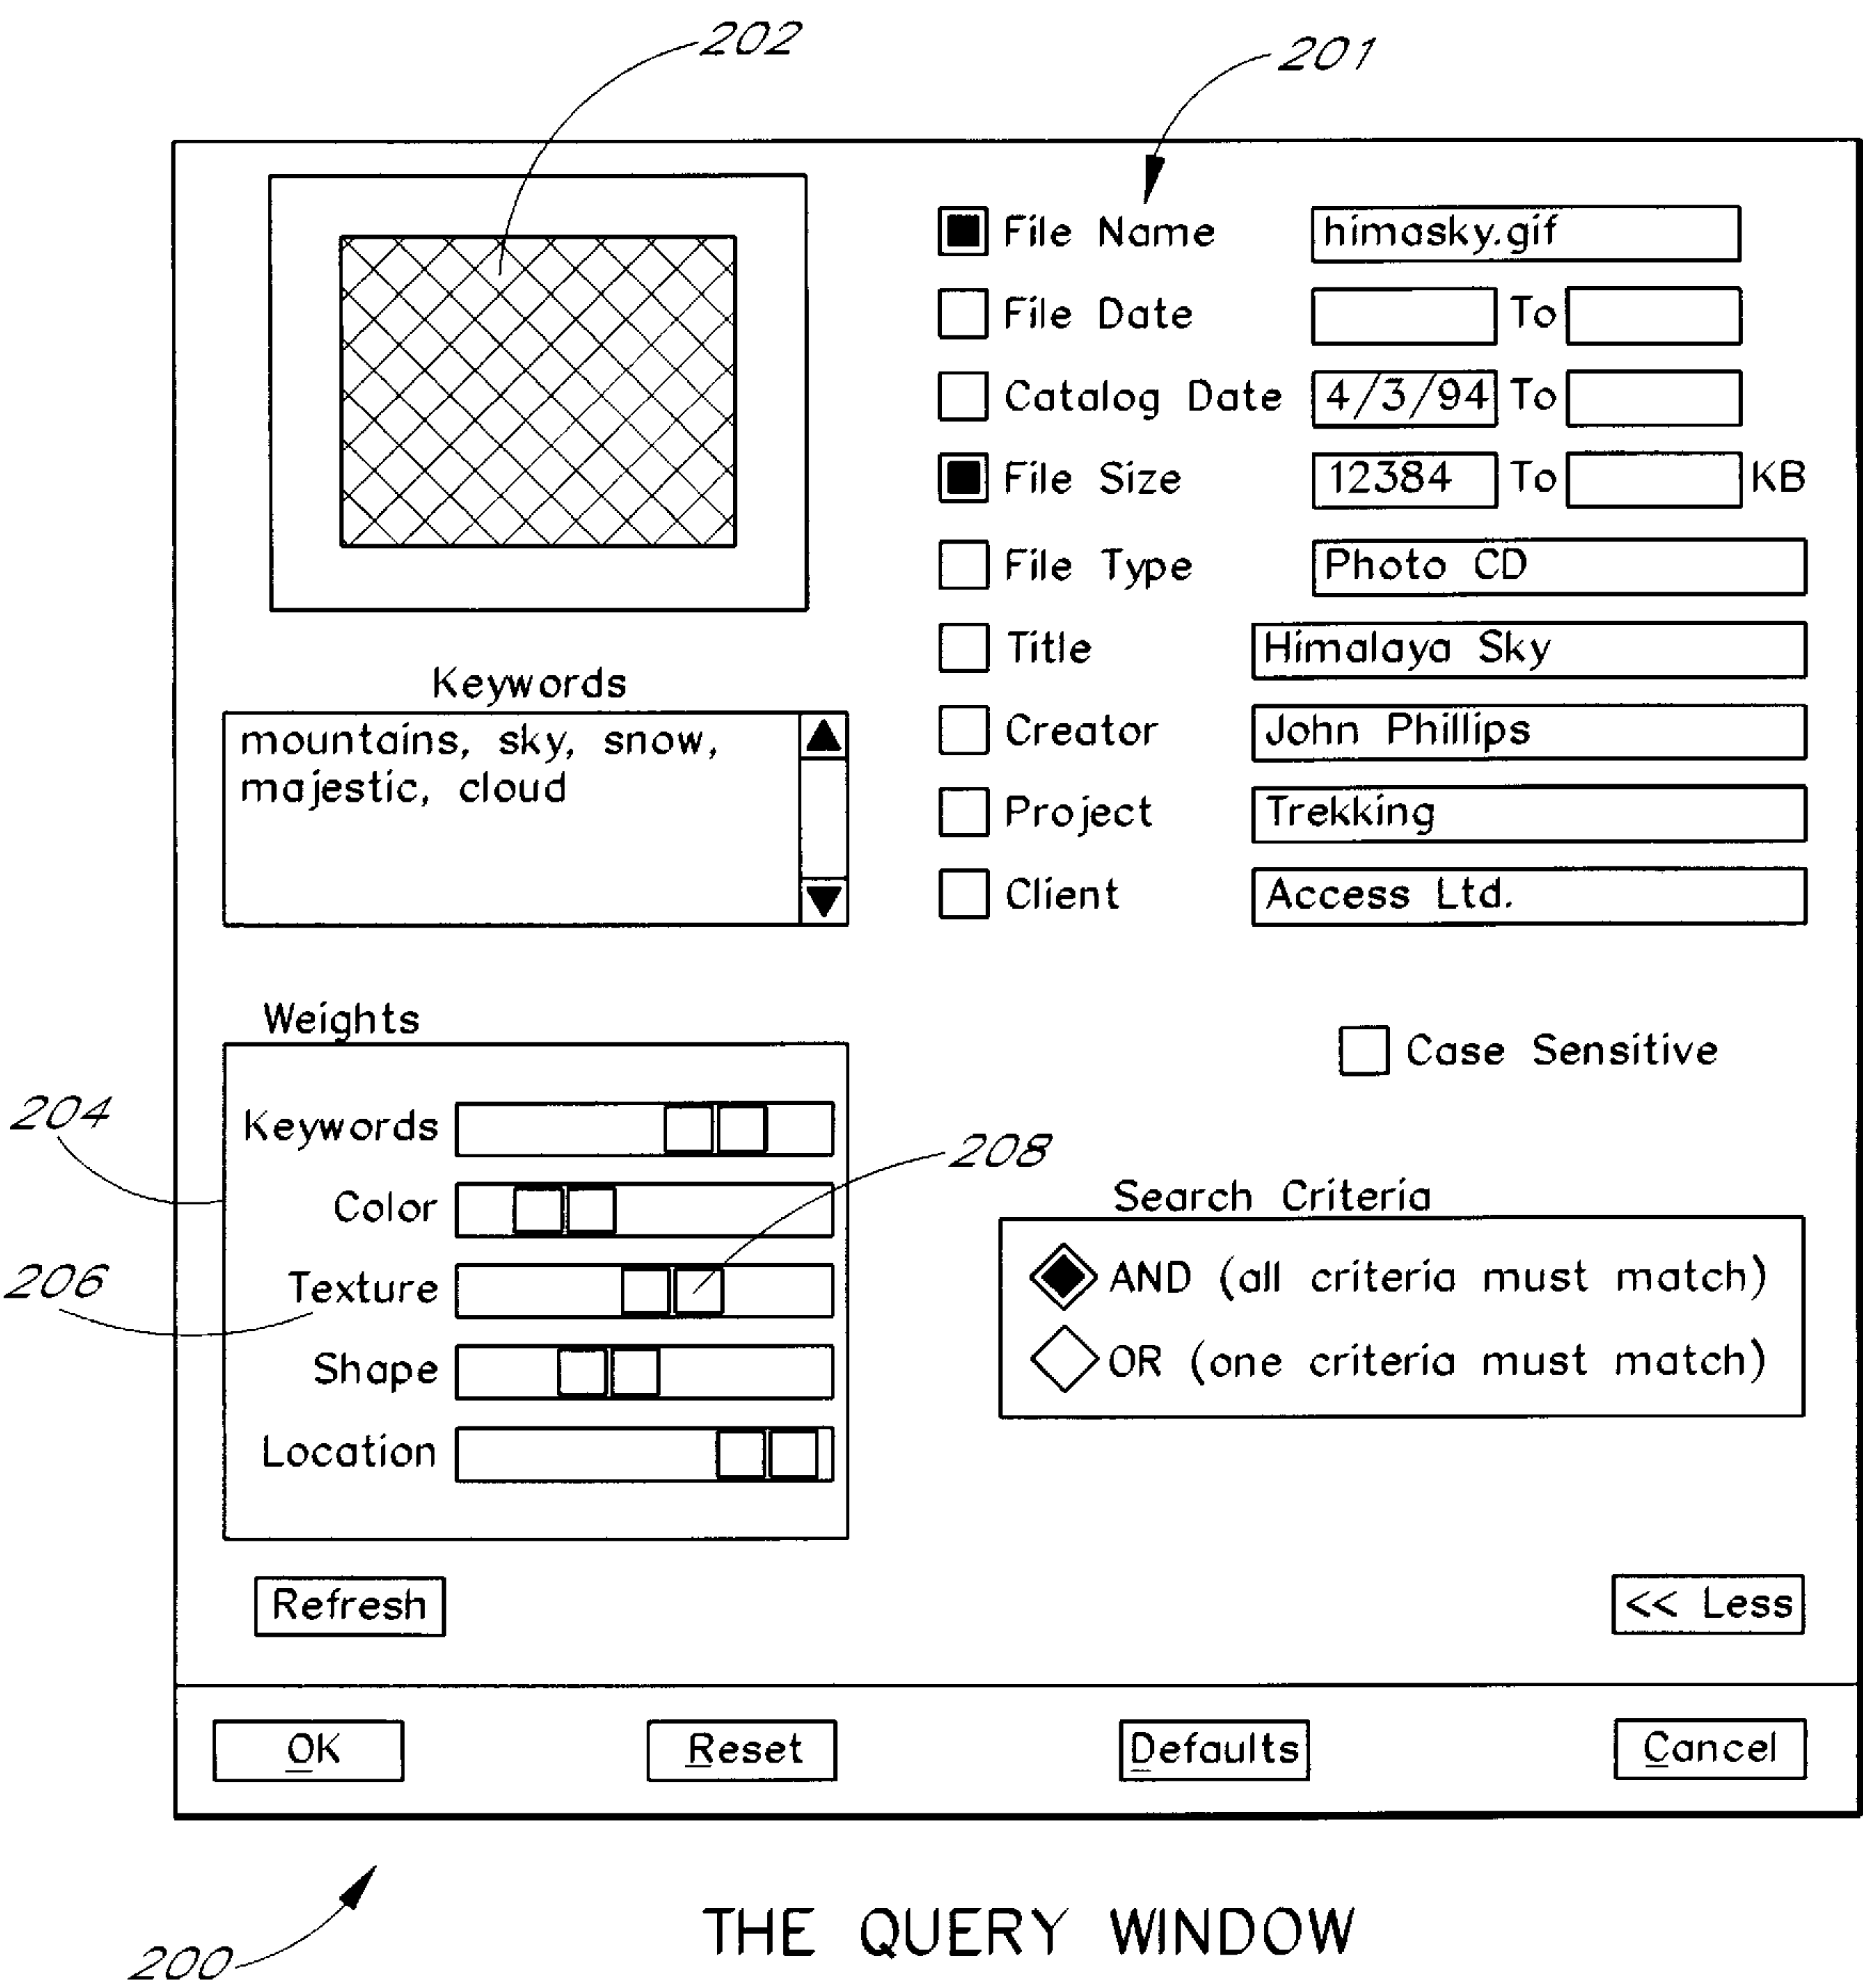 202
201
File Name himasky.gif
File Date To
Catalog Date 4/3/94 To
File Size 12384 To KB
File Type Photo CD
Title Himalaya Sky
Creator John Phillips
Project Trekking
Client Access Ltd.
Keywords
mountains, sky, snow,
majestic, cloud
Weights
204
Keywords
Color
206
Texture
208
Shape
Location
Case Sensitive
Search Criteria
AND (all criteria must match)
OR (one criteria must match)
Refresh
<< Less
OK Reset Defaults Cancel
200
THE QUERY WINDOW